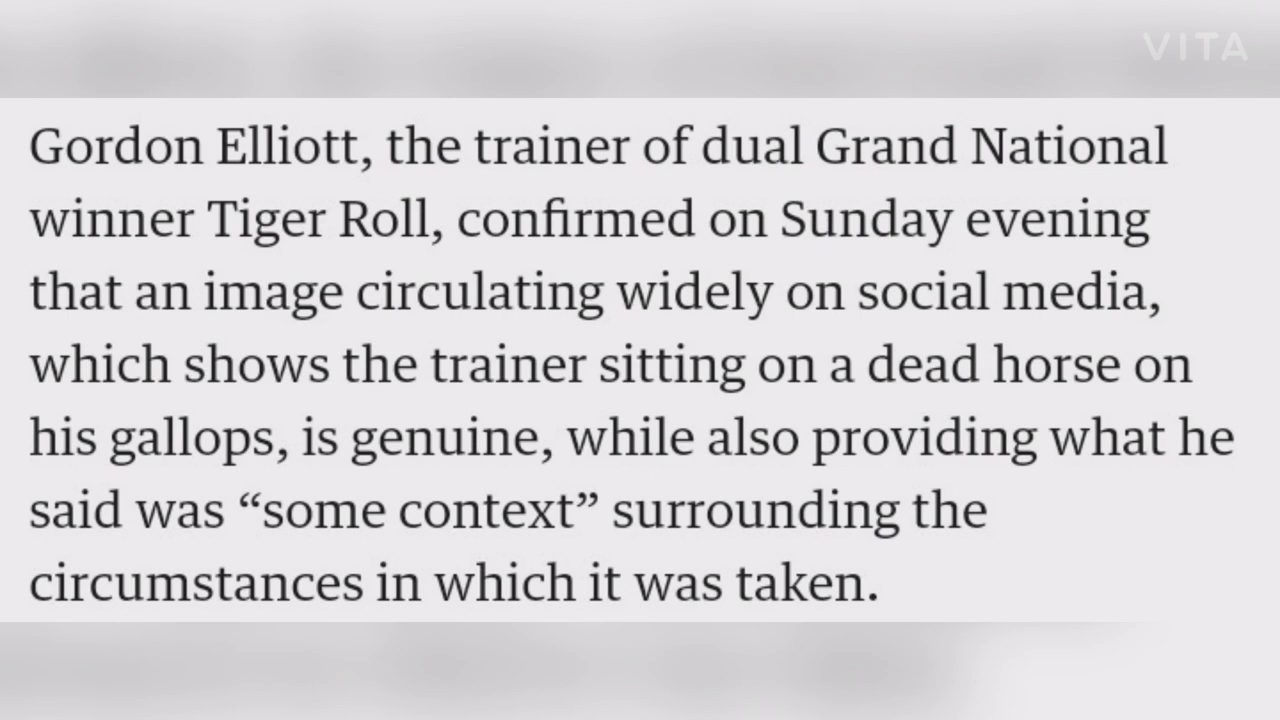 VITA
Gordon Elliott, the trainer of dual Grand National
winner Tiger Roll, confirmed on Sunday evening
that an image circulating widely on social media,
which shows the trainer sitting on a dead horse on
his gallops, is genuine, while also providing what he
said was “some context” surrounding the
circumstances in which it was taken.